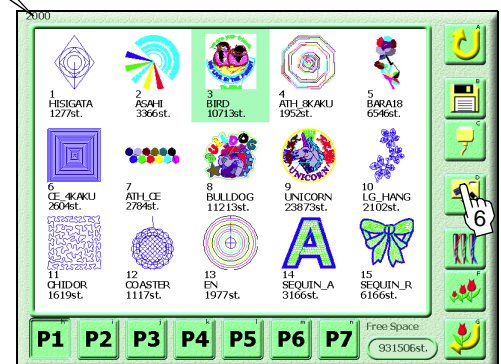 2000
1
HISIGATA
1277st.
2
ASAHI
3366st.
3
BIRD
10713st.
4
ATH_8KAKU
1952st.
5
BARA18
6546st.
6
CE_4KAKU
2604st.
7
ATH_CE
2784st.
BULLDOG
8
BULLDOG
11213st.
UNICORN
9
UNICORN
23873st.
10
LG_HANG
2102st.
11
CHIDOR
1619st.
12
COASTER
1117st.
13
EN
1977st.
A
14
SEQUIN_A
3166st.
15
SEQUIN_R
6166st.
A
B
C
D
6
F
G
P1
P2
P3
P4
P5
P6
P7
h
i
j
k
l
m
n
Free Space
931506st.